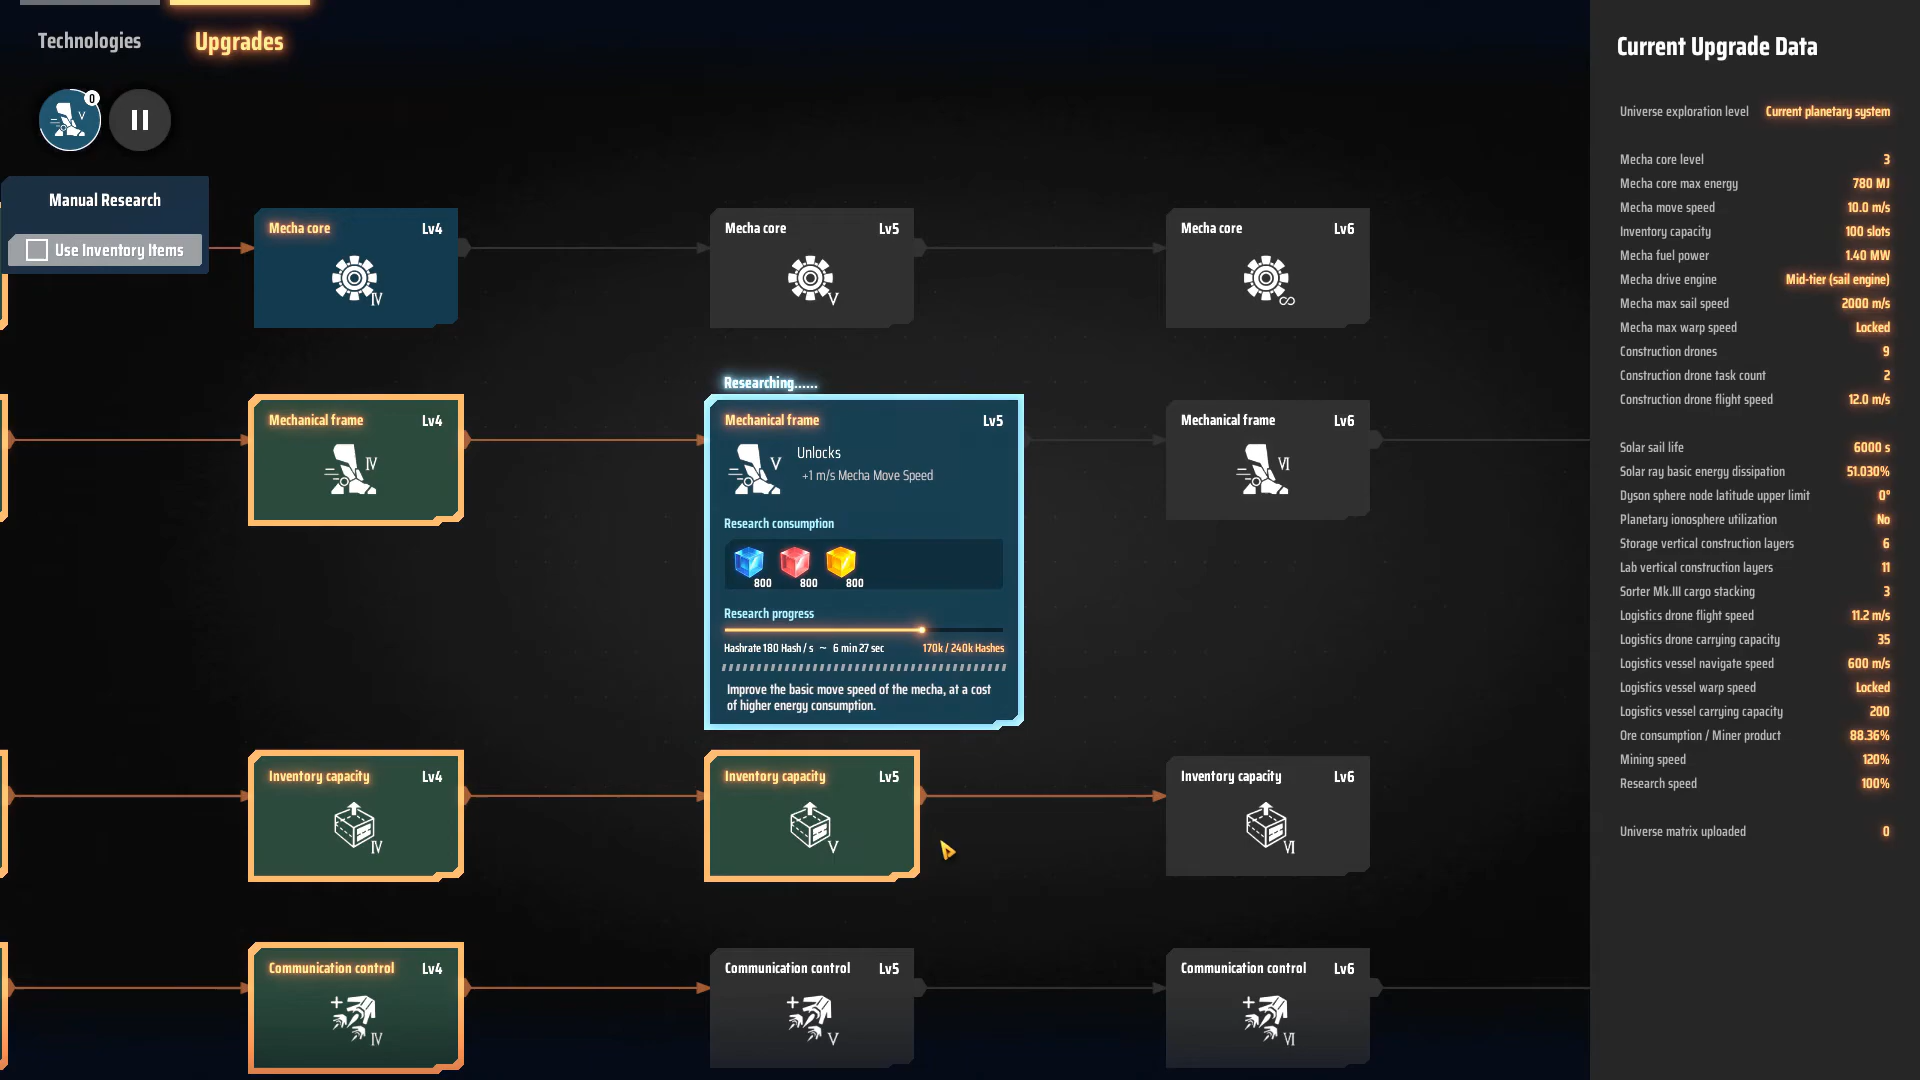 Technologies
Upgrades
V
0
Manual Research
Use Inventory Items
Mecha core Lv4
IV
Mecha core Lv5
V
Mecha core Lv6
∞
Mechanical frame Lv4
IV
Researching......
Mechanical frame Lv5
V
Unlocks
+1 m/s Mecha Move Speed
Research consumption
800 800 800
Research progress
Hashrate 180 Hash / s ~ 6 min 27 sec 170k / 240k Hashes
Improve the basic move speed of the mecha, at a cost
of higher energy consumption.
Mechanical frame Lv6
VI
Inventory capacity Lv4
IV
Inventory capacity Lv5
V
Inventory capacity Lv6
VI
Communication control Lv4
IV
Communication control Lv5
V
Communication control Lv6
VI
Current Upgrade Data
Universe exploration level Current planetary system
Mecha core level 3
Mecha core max energy 780 MJ
Mecha move speed 10.0 m/s
Inventory capacity 100 slots
Mecha fuel power 1.40 MW
Mecha drive engine Mid-tier (sail engine)
Mecha max sail speed 2000 m/s
Mecha max warp speed Locked
Construction drones 9
Construction drone task count 2
Construction drone flight speed 12.0 m/s
Solar sail life 6000 s
Solar ray basic energy dissipation 51.030%
Dyson sphere node latitude upper limit 0°
Planetary ionosphere utilization No
Storage vertical construction layers 6
Lab vertical construction layers 11
Sorter Mk.III cargo stacking 3
Logistics drone flight speed 11.2 m/s
Logistics drone carrying capacity 35
Logistics vessel navigate speed 600 m/s
Logistics vessel warp speed Locked
Logistics vessel carrying capacity 200
Ore consumption / Miner product 88.36%
Mining speed 120%
Research speed 100%
Universe matrix uploaded 0